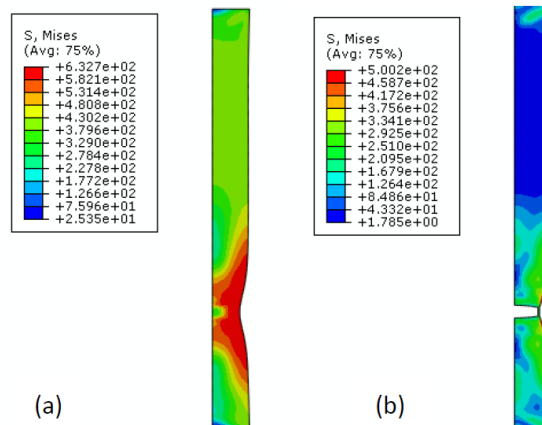 S, Mises
(Avg: 75%)
+6.327e+02
+5.821e+02
+5.314e+02
+4.808e+02
+4.302e+02
+3.796e+02
+3.290e+02
+2.784e+02
+2.278e+02
+1.772e+02
+1.266e+02
+7.596e+01
+2.535e+01
(a)
S, Mises
(Avg: 75%)
+5.002e+02
+4.587e+02
+4.172e+02
+3.756e+02
+3.341e+02
+2.925e+02
+2.510e+02
+2.095e+02
+1.679e+02
+1.264e+02
+8.486e+01
+4.332e+01
+1.785e+00
(b)